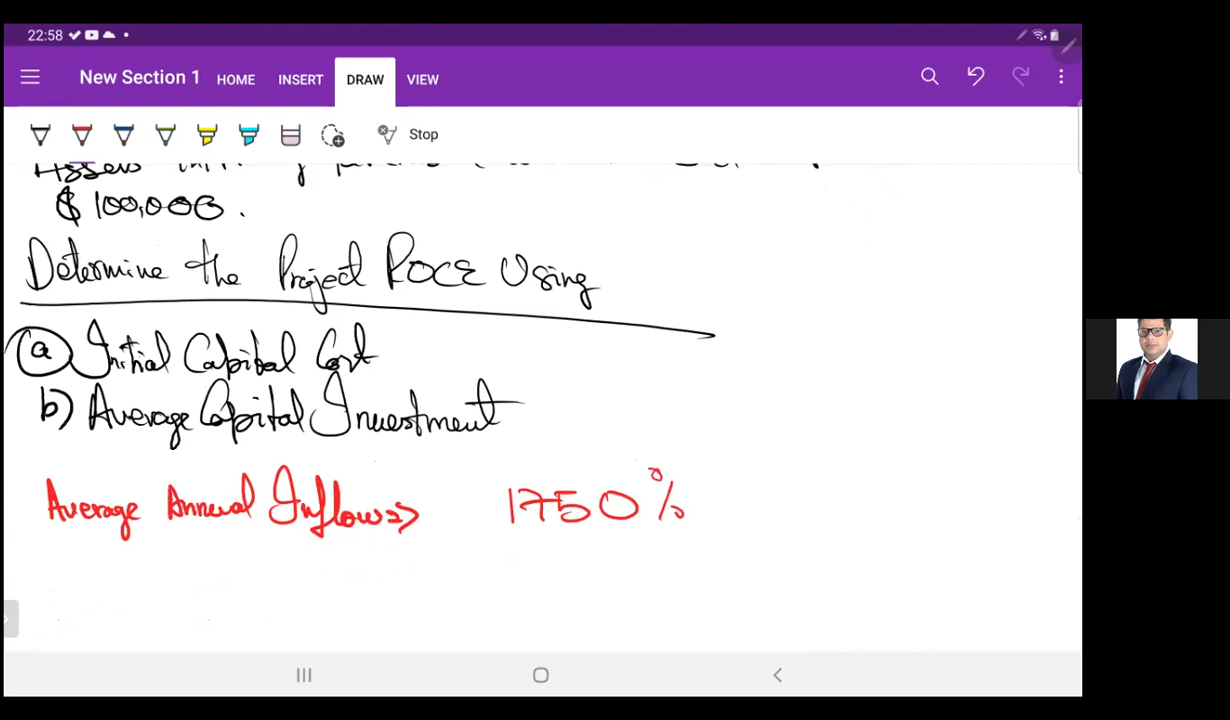 22:58
New Section 1 HOME INSERT DRAW VIEW
Stop
Assets
$ 100,000.
Determine the Project ROCE Using
a) Initial Capital Cost
b) Average Capital Investment
Average Annual Inflows => 1750%